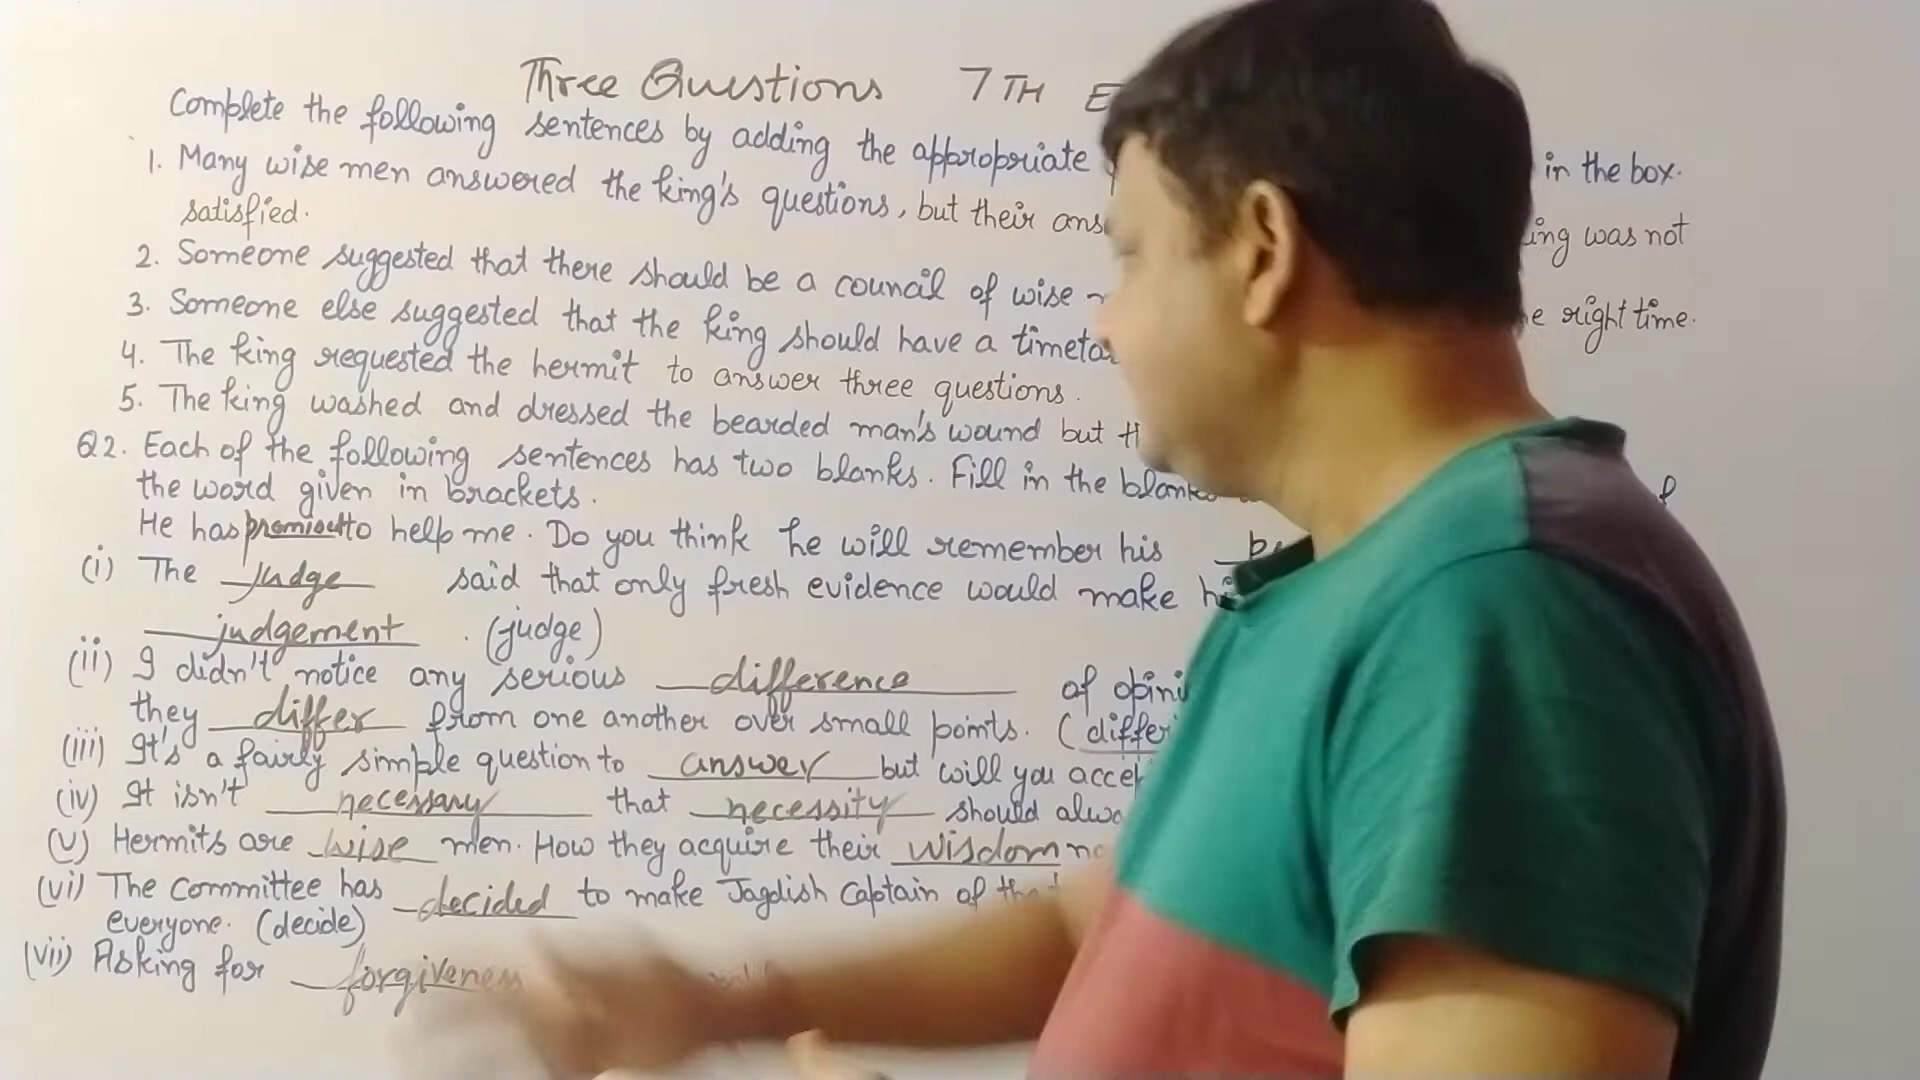 Three Questions 7TH E
Complete the following sentences by adding the appropriate in the box.
1. Many wise men answered the king's questions, but their ans ing was not
satisfied.
2. Someone suggested that there should be a council of wise
3. Someone else suggested that the king should have a timeta e right time.
4. The king requested the hermit to answer three questions.
5. The king washed and dressed the bearded man's wound but
Q2. Each of the following sentences has two blanks. Fill in the blanks
the word given in brackets.
He has to help me. Do you think he will remember his
(i) The judge said that only fresh evidence would make
judgement. (judge)
(ii) I didn't notice any serious difference of opini
they differ from one another over small points. (differ
(iii) It's a fairly simple question to answer but will you accep
(iv) It isn't necessary that necessity should alwa
(v) Hermits are wise men. How they acquire their wisdom no
(vi) The Committee has decided to make Jagdish Captain of the
everyone. (decide)
(vii) Asking for forgiveness